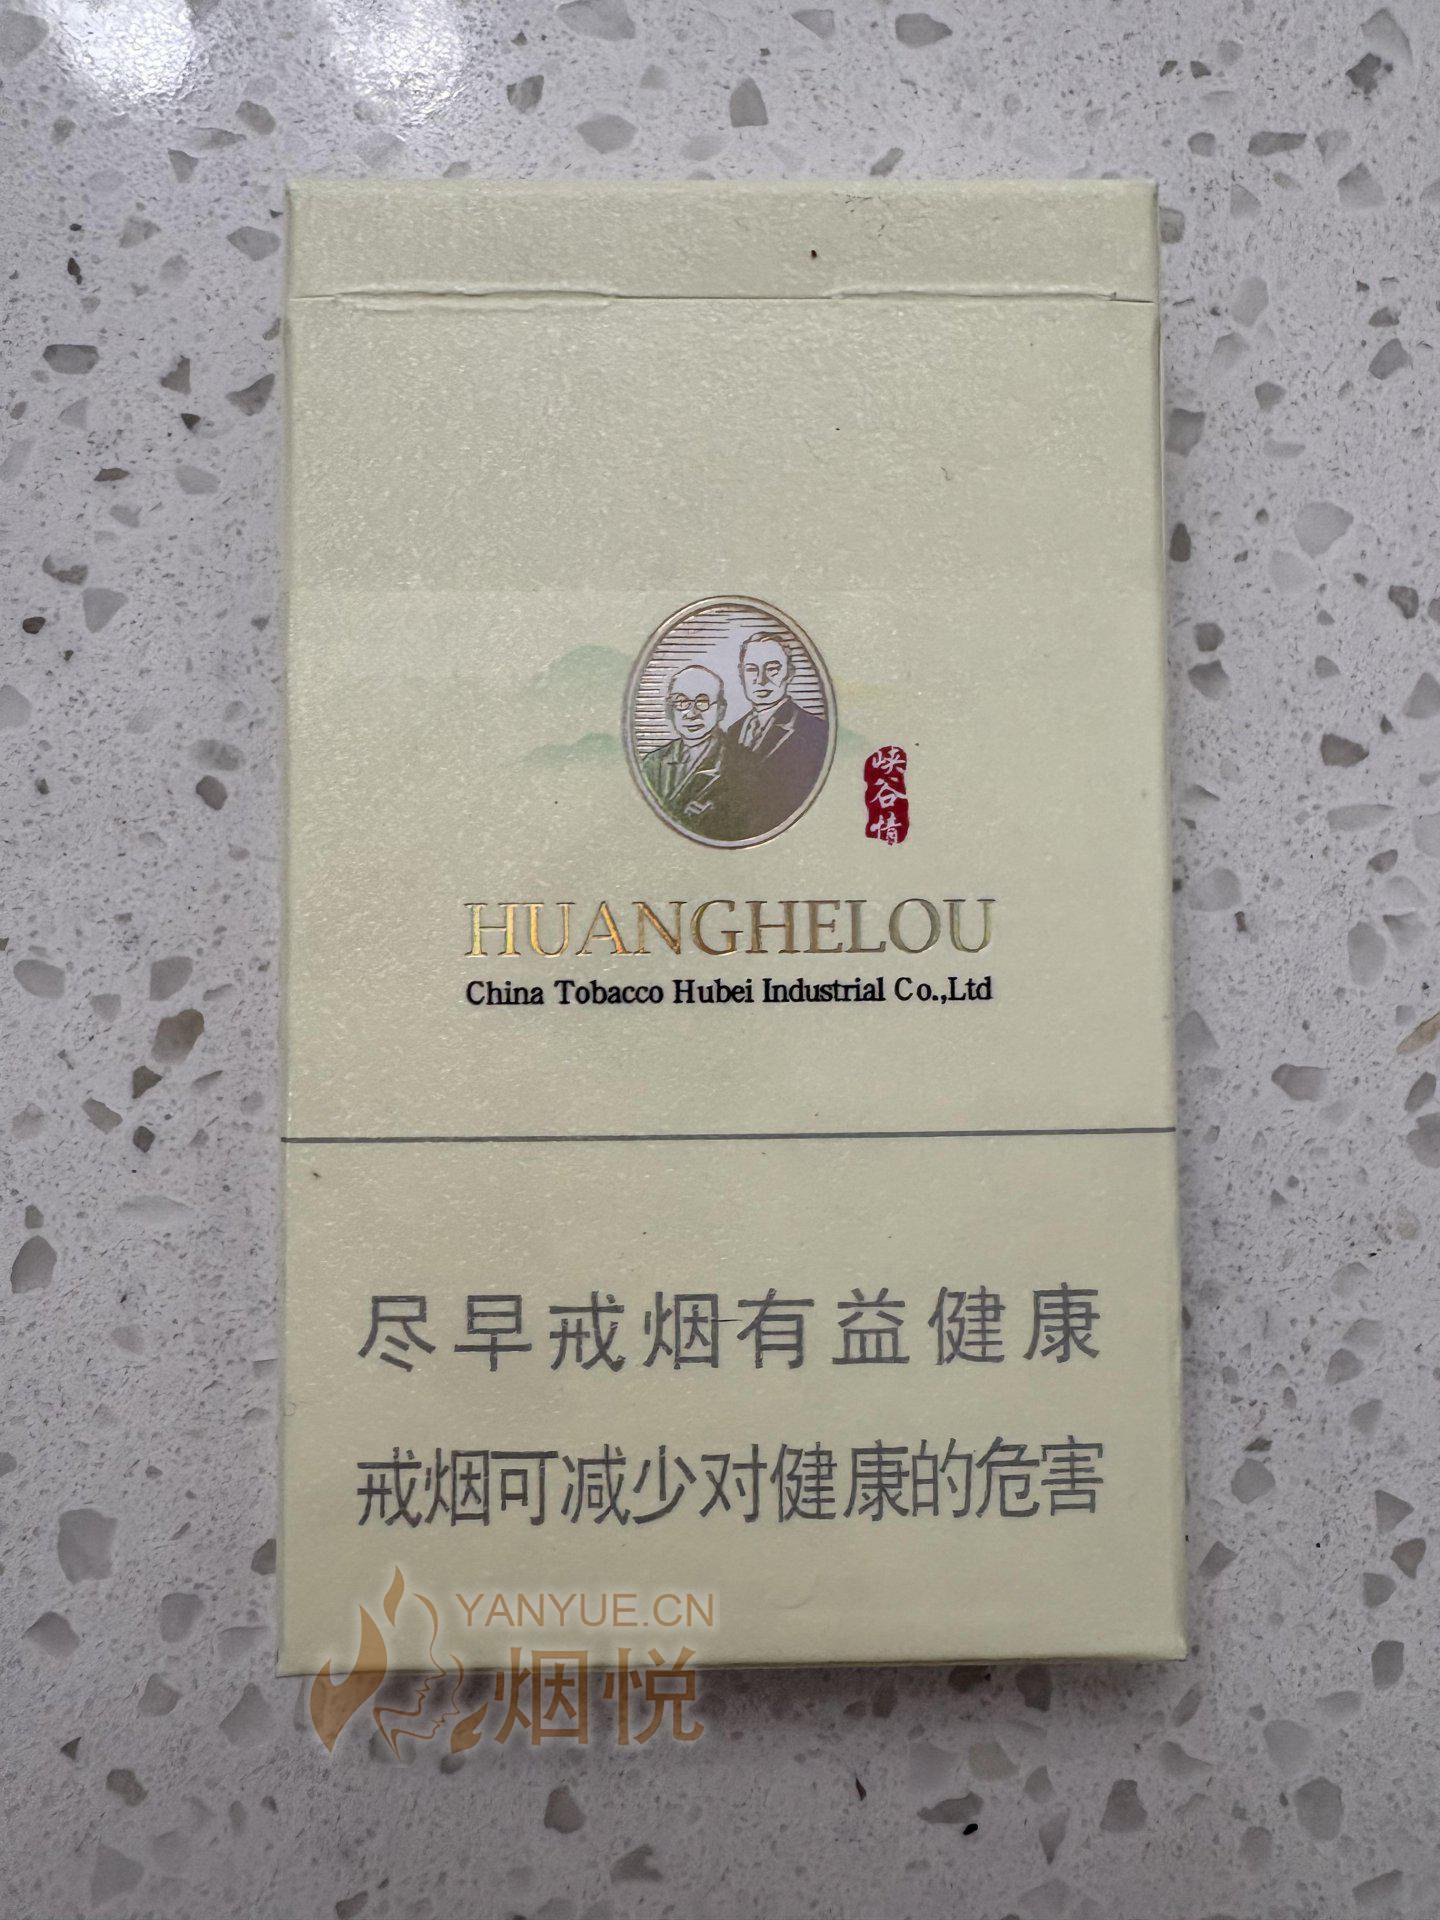 峡谷情
HUANGHELOU
China Tobacco Hubei Industrial Co.,Ltd
尽早戒烟有益健康
戒烟可减少对健康的危害
YANYUE.CN
烟悦